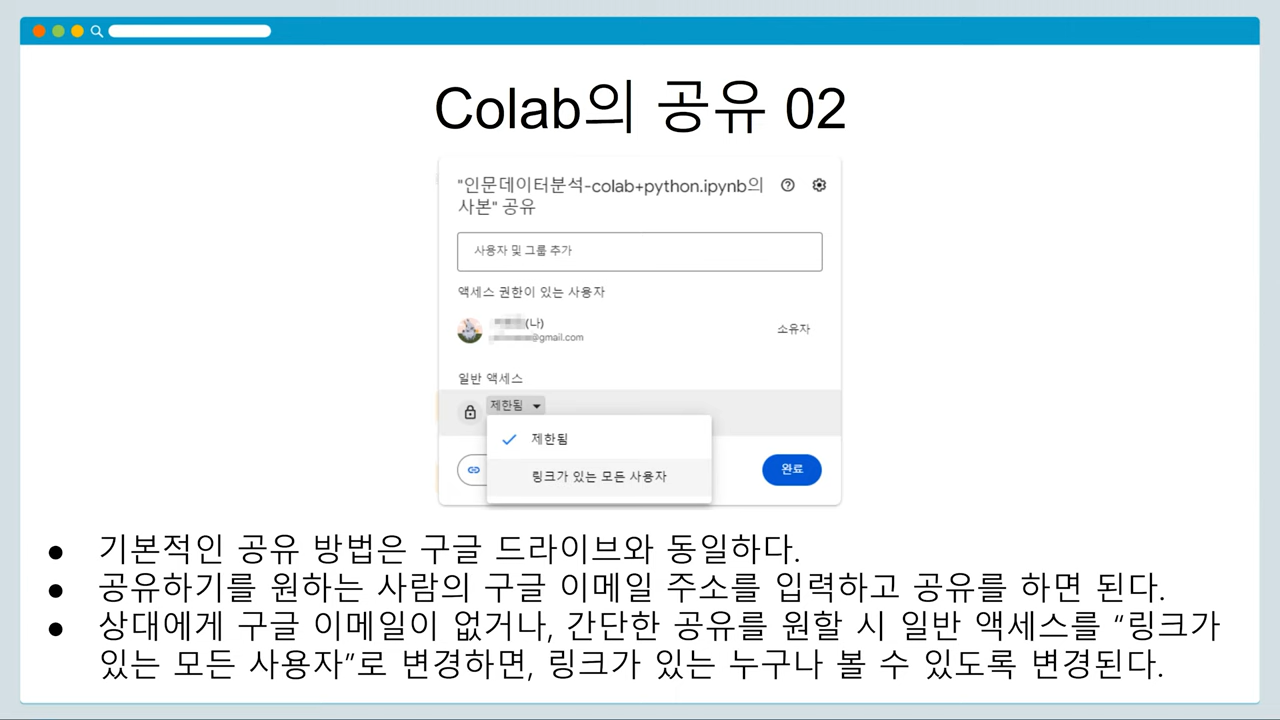 Colab의 공유 02
"인문데이터분석-colab+python.ipynb의
사본" 공유
사용자 및 그룹 추가
액세스 권한이 있는 사용자
(나)
@gmail.com
소유자
일반 액세스
제한됨
제한됨
링크가 있는 모든 사용자
완료
● 기본적인 공유 방법은 구글 드라이브와 동일하다.
● 공유하기를 원하는 사람의 구글 이메일 주소를 입력하고 공유를 하면 된다.
● 상대에게 구글 이메일이 없거나, 간단한 공유를 원할 시 일반 액세스를 “링크가
있는 모든 사용자”로 변경하면, 링크가 있는 누구나 볼 수 있도록 변경된다.